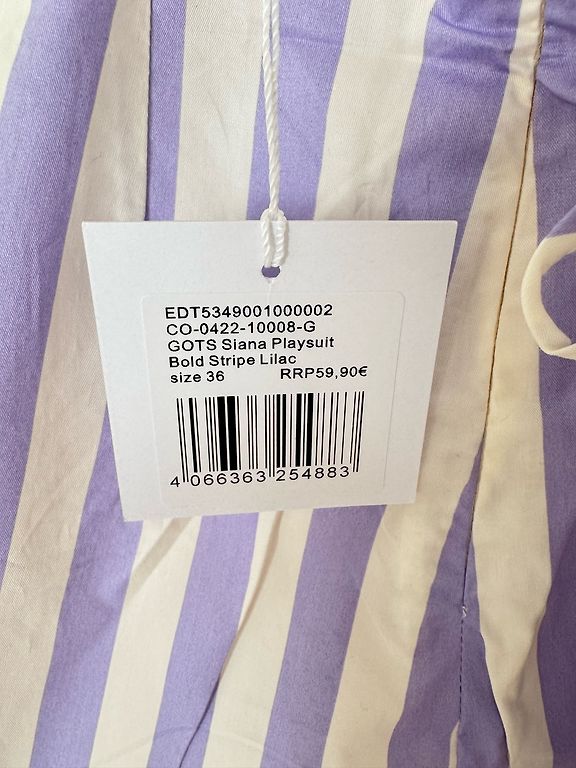 EDT5349001000002
CO-0422-10008-G
GOTS Siana Playsuit
Bold Stripe Lilac
size 36 RRP59,90€
4 066363 254883